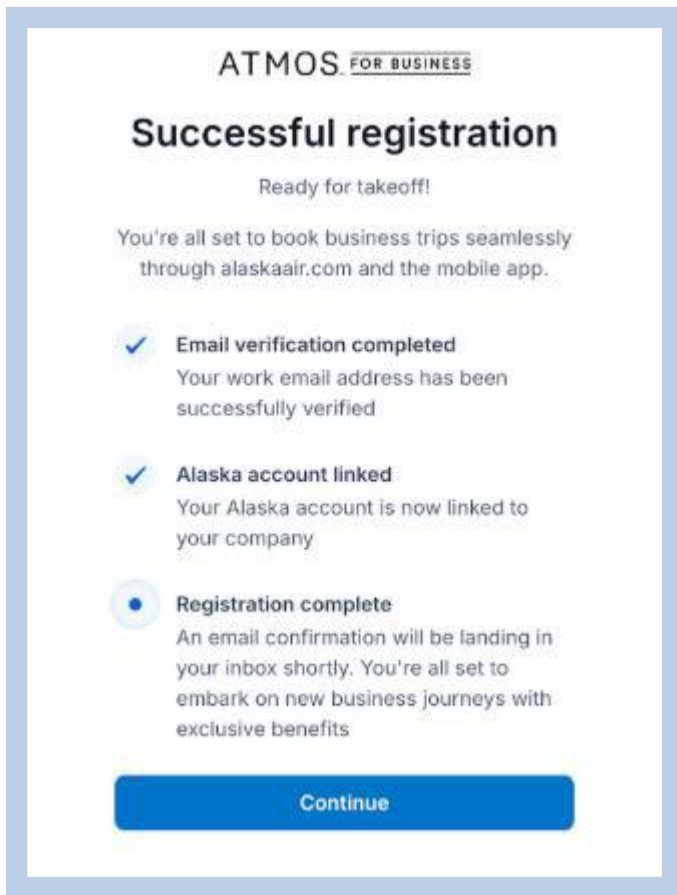 ATMOS FOR BUSINESS
Successful registration
Ready for takeoff!
You're all set to book business trips seamlessly
through alaskaair.com and the mobile app.
Email verification completed
Your work email address has been
successfully verified
Alaska account linked
Your Alaska account is now linked to
your company
Registration complete
An email confirmation will be landing in
your inbox shortly. You're all set to
embark on new business journeys with
exclusive benefits
Continue